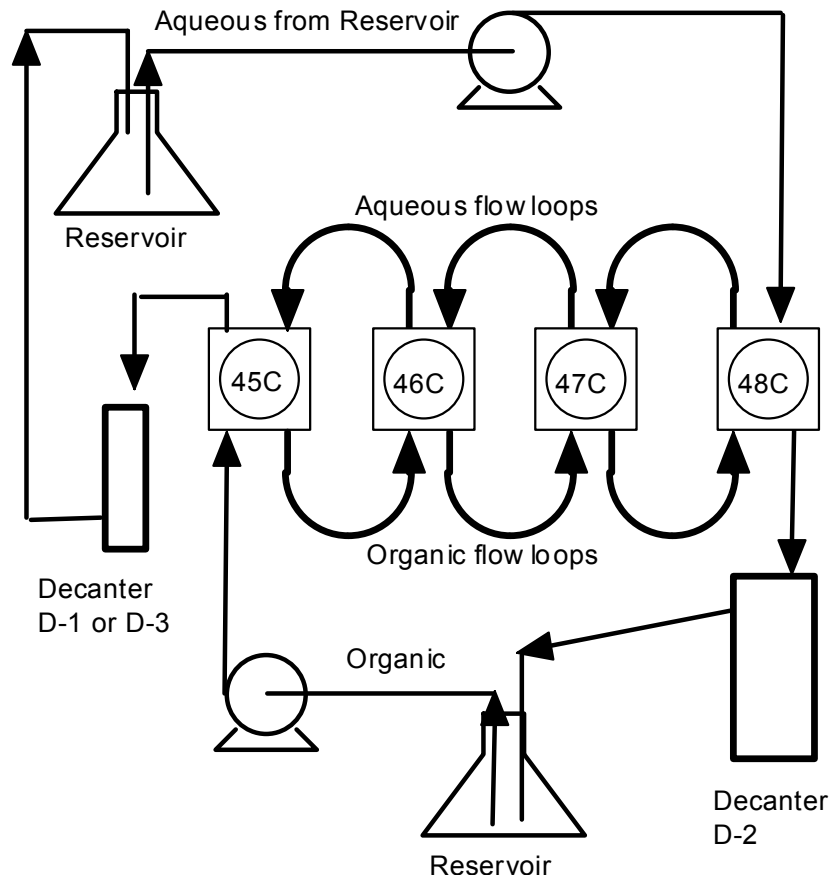 Aqueous from Reservoir
Reservoir
Aqueous flow loops
45C
46C
47C
48C
Organic flow loops
Decanter
D-1 or D-3
Organic
Decanter
D-2
Reservoir